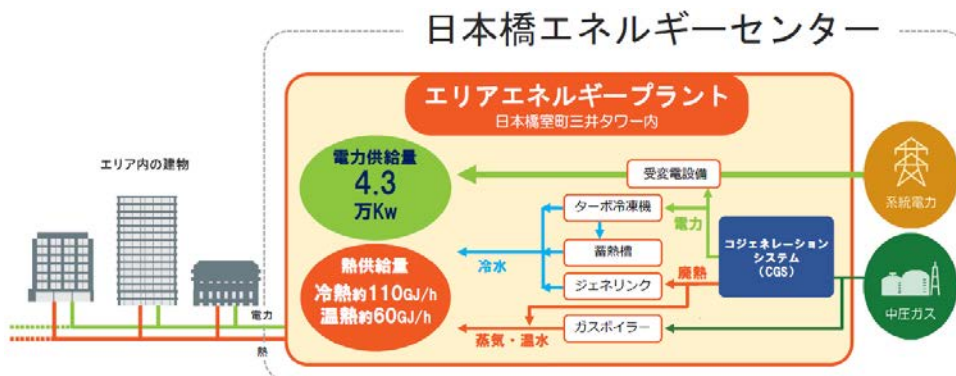 日本橋エネルギーセンター
エリアエネルギープラント
日本橋室町三井タワー内
エリア内の建物
電力供給量
4.3
万Kw
受変電設備
系統電力
ターボ冷凍機
電力
コジェネレーション
システム
(CGS)
蓄熱槽
冷水
熱供給量
冷熱約110GJ/h
温熱約60GJ/h
廃熱
ジェネリンク
中圧ガス
ガスボイラー
蒸気・温水
電力
熱